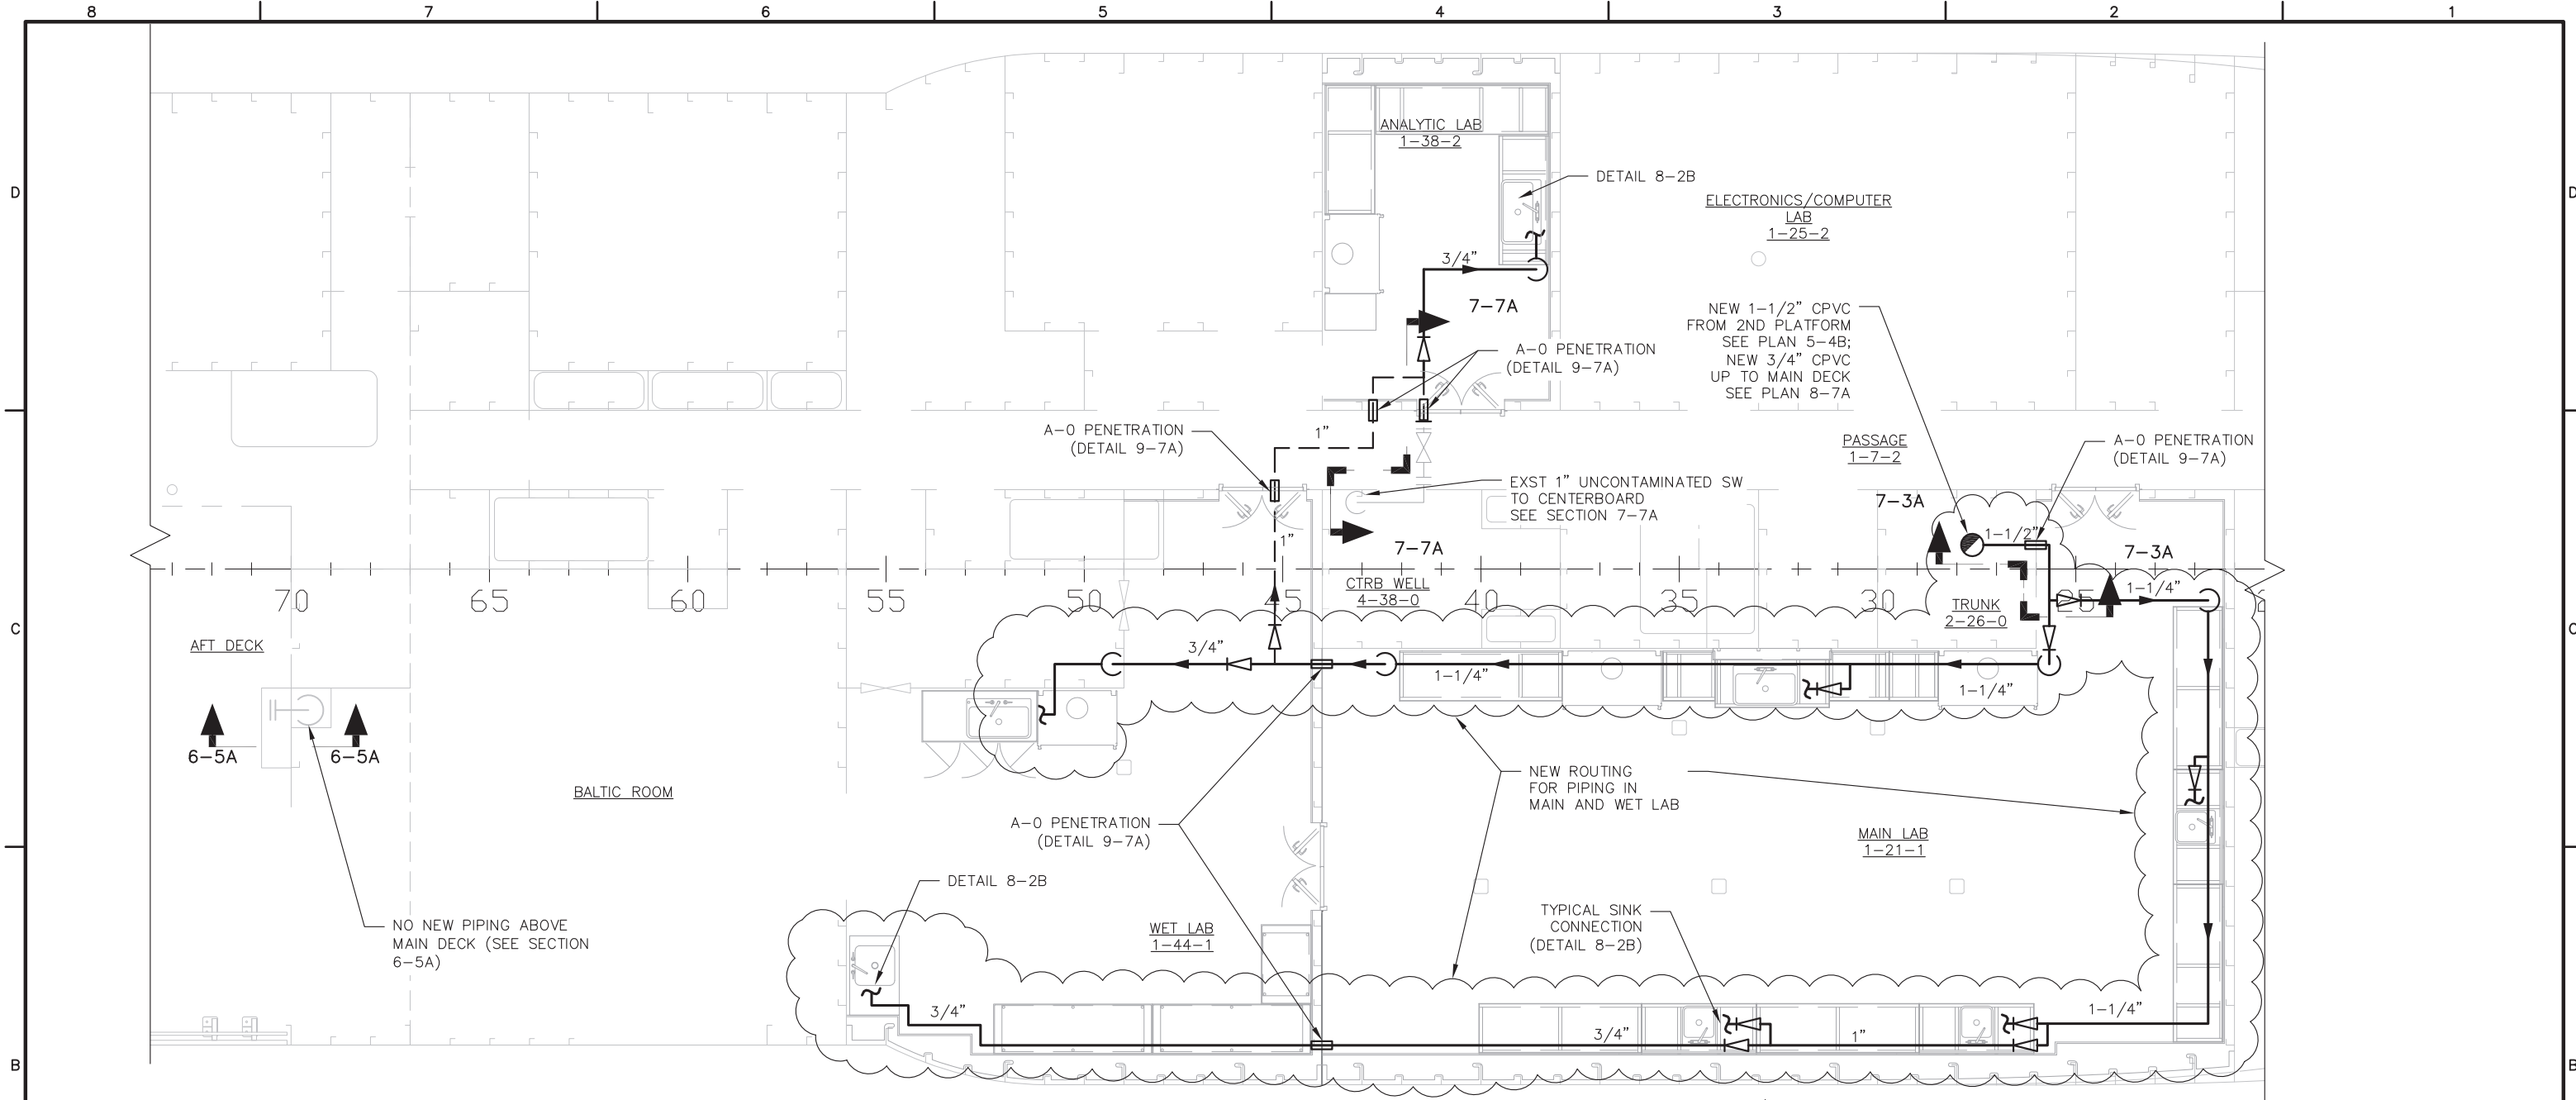 8 7 6 5 4 3 2 1
D
D
ANALYTIC LAB
1-38-2
DETAIL 8-2B
ELECTRONICS/COMPUTER
LAB
1-25-2
3/4"
7-7A
NEW 1-1/2" CPVC
FROM 2ND PLATFORM
SEE PLAN 5-4B;
NEW 3/4" CPVC
UP TO MAIN DECK
SEE PLAN 8-7A
A-0 PENETRATION
(DETAIL 9-7A)
A-0 PENETRATION
(DETAIL 9-7A)
1"
PASSAGE
1-7-2
A-0 PENETRATION
(DETAIL 9-7A)
EXST 1" UNCONTAMINATED SW
TO CENTERBOARD
SEE SECTION 7-7A
7-3A
1-1/2"
1"
7-7A
7-3A
CTRB WELL
4-38-0
1-1/4"
70 65 60 55 50 45 40 35 30 25 2
TRUNK
2-26-0
C
C
AFT DECK
3/4"
1-1/4"
1-1/4"
6-5A
6-5A
BALTIC ROOM
NEW ROUTING
FOR PIPING IN
MAIN AND WET LAB
A-0 PENETRATION
(DETAIL 9-7A)
MAIN LAB
1-21-1
DETAIL 8-2B
NO NEW PIPING ABOVE
MAIN DECK (SEE SECTION
6-5A)
WET LAB
1-44-1
TYPICAL SINK
CONNECTION
(DETAIL 8-2B)
3/4"
3/4"
1"
1-1/4"
B
B